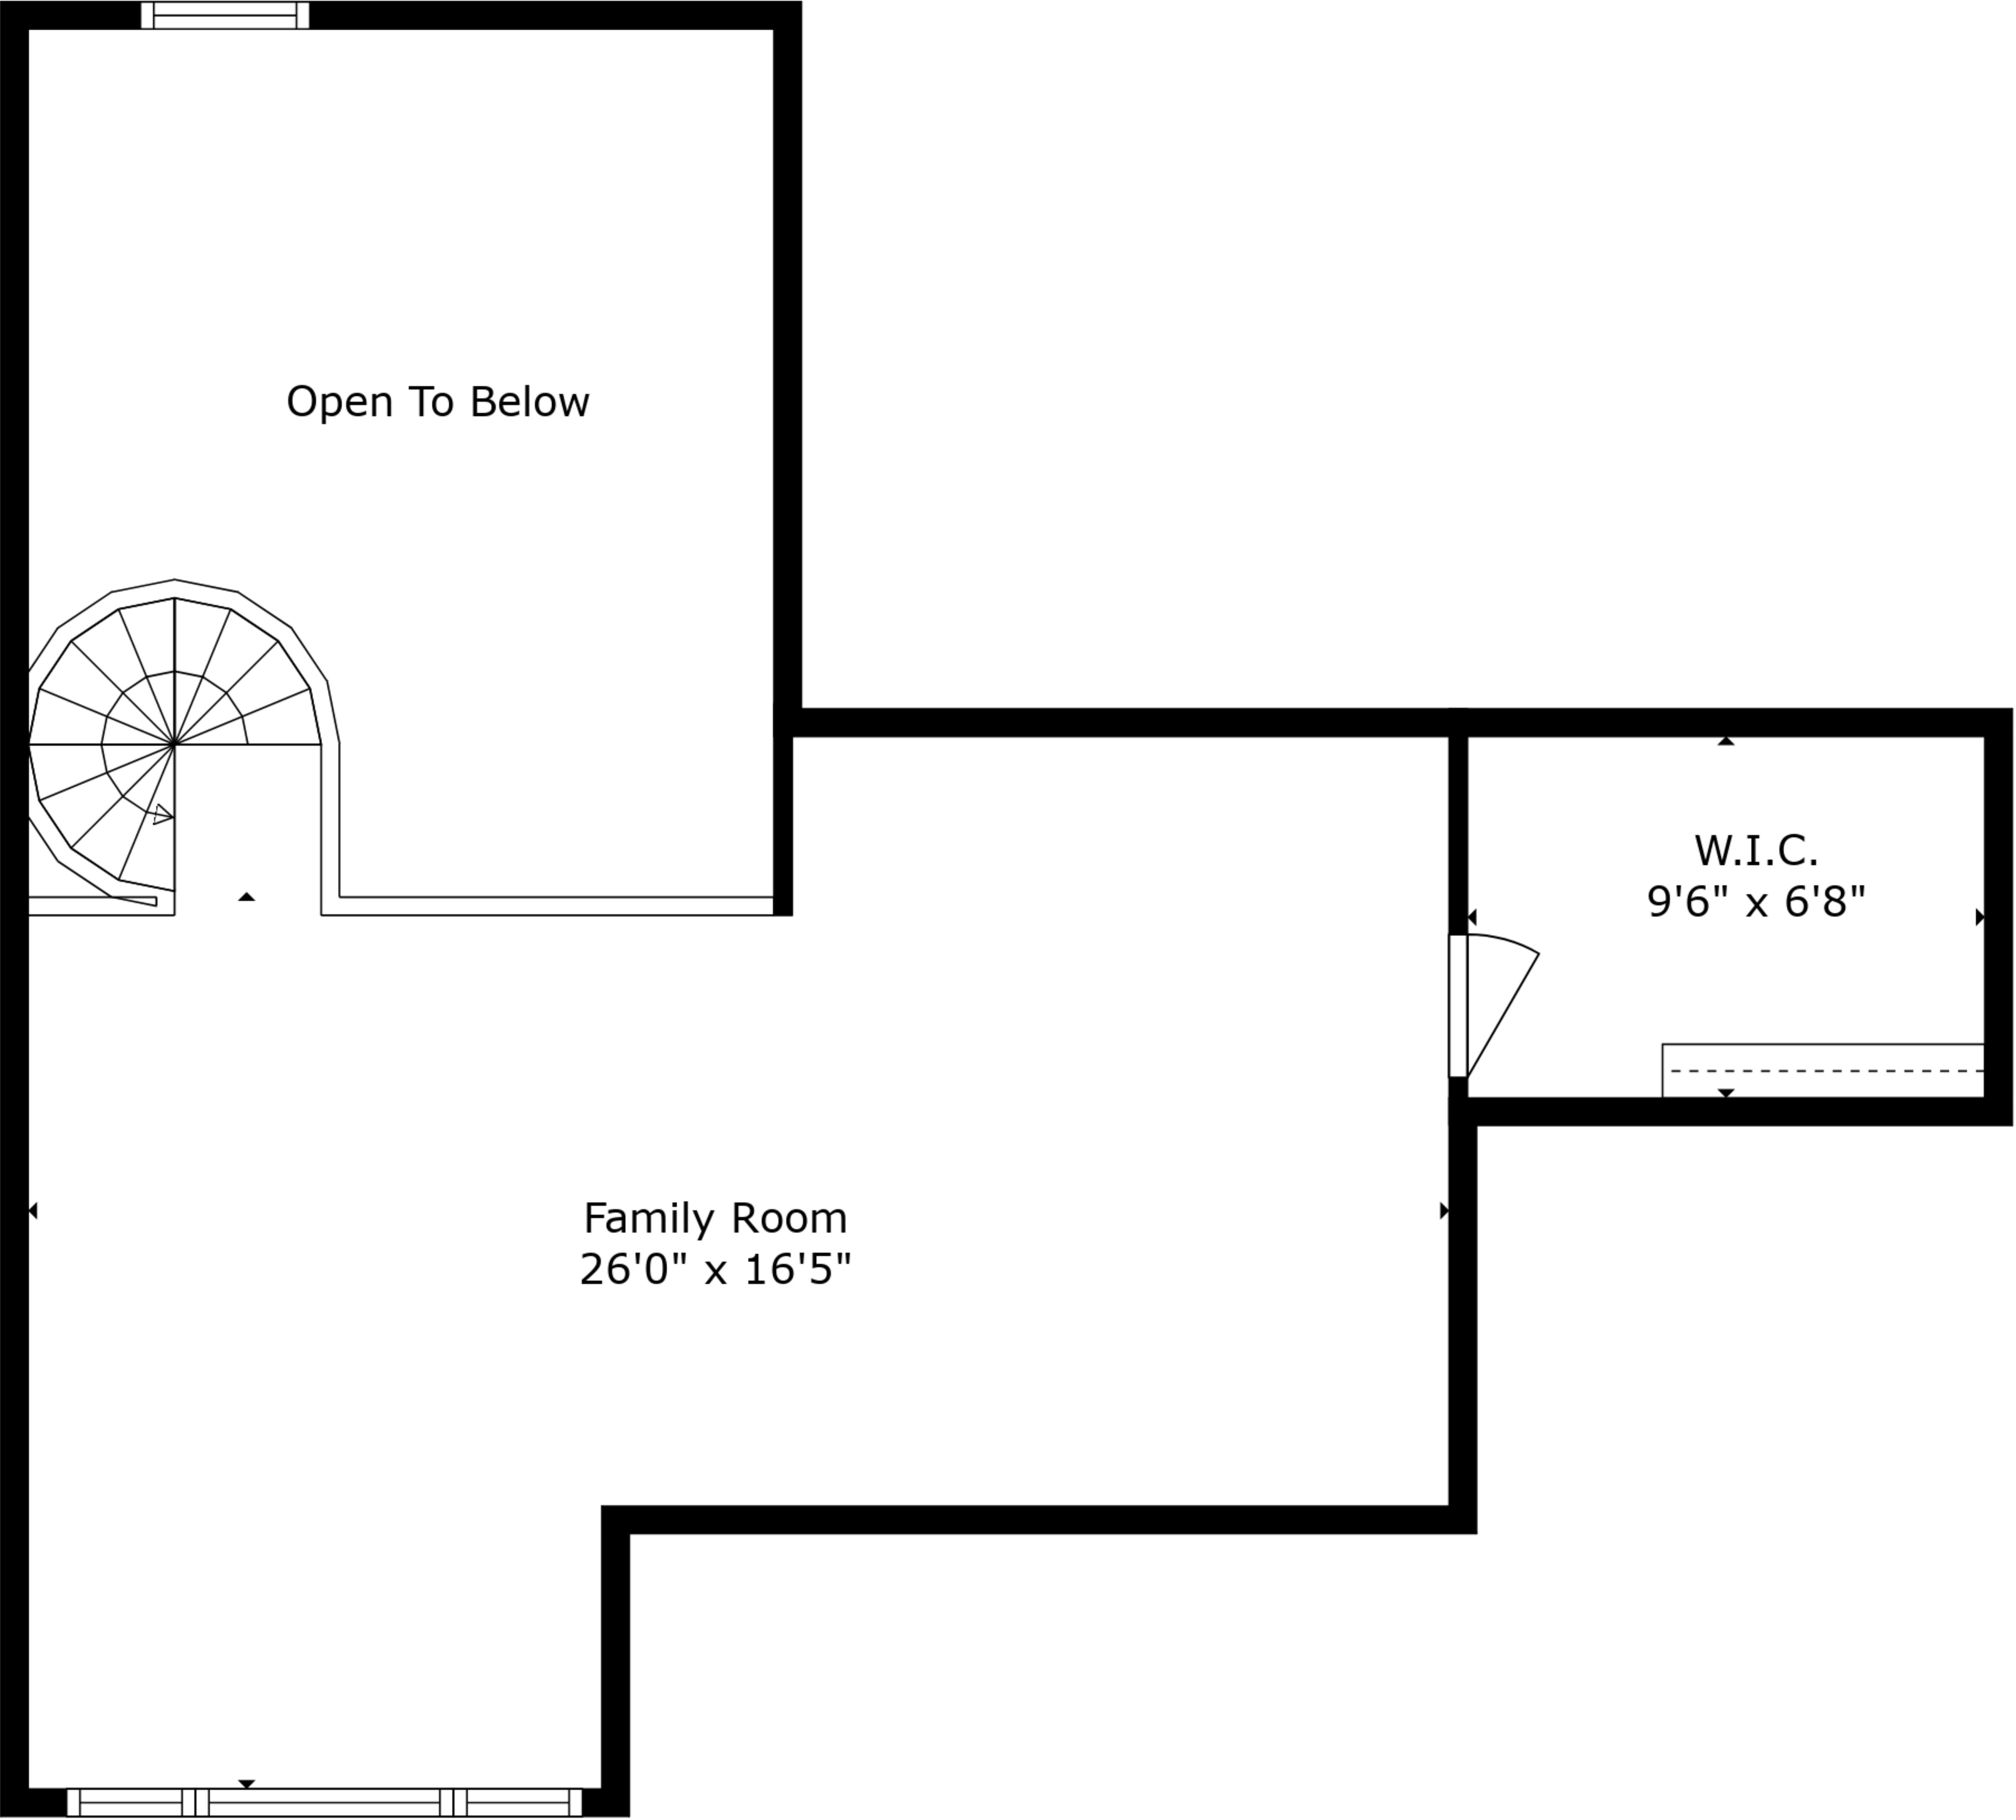 Open To Below
W.I.C.
9'6" x 6'8"
Family Room
26'0" x 16'5"